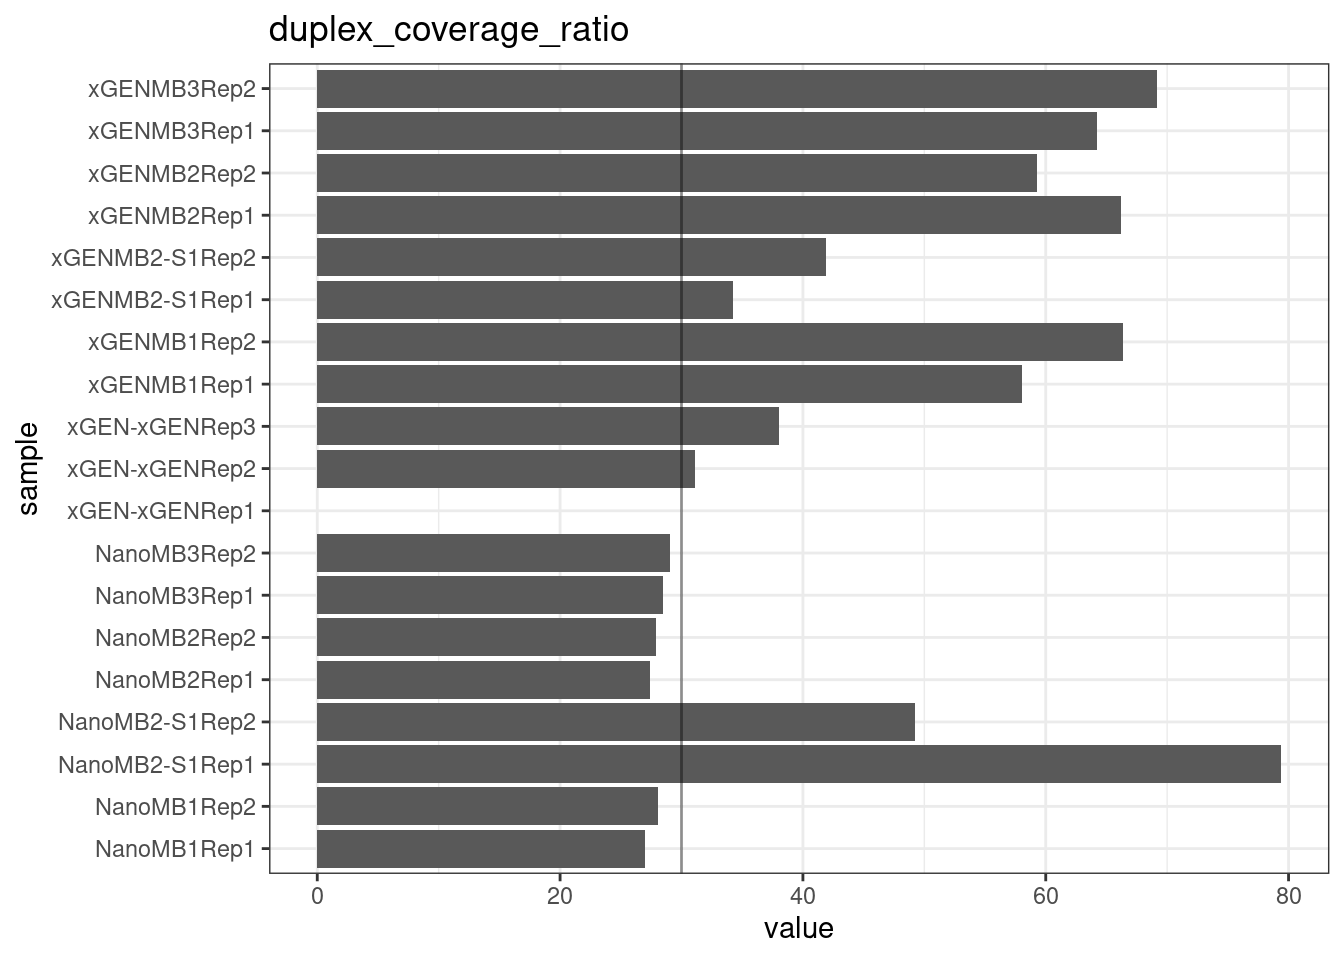 duplex_coverage_ratio
sample
xGENMB3Rep2
xGENMB3Rep1
xGENMB2Rep2
xGENMB2Rep1
xGENMB2-S1Rep2
xGENMB2-S1Rep1
xGENMB1Rep2
xGENMB1Rep1
xGEN-xGENRep3
xGEN-xGENRep2
xGEN-xGENRep1
NanoMB3Rep2
NanoMB3Rep1
NanoMB2Rep2
NanoMB2Rep1
NanoMB2-S1Rep2
NanoMB2-S1Rep1
NanoMB1Rep2
NanoMB1Rep1
0 20 40 60 80
value